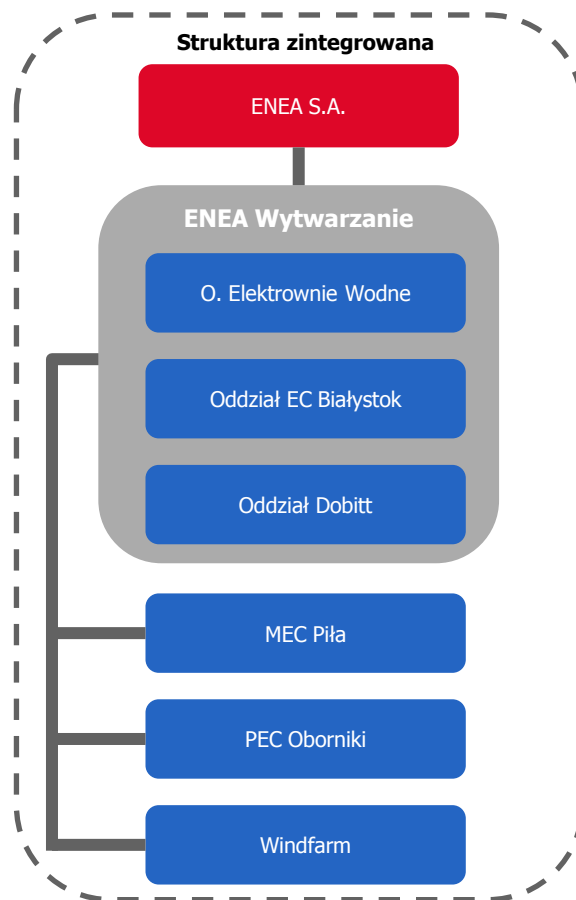 Struktura zintegrowana
ENEA S.A.
ENEA Wytwarzanie
O. Elektrownie Wodne
Oddział EC Białystok
Oddział Dobitt
MEC Piła
PEC Oborniki
Windfarm